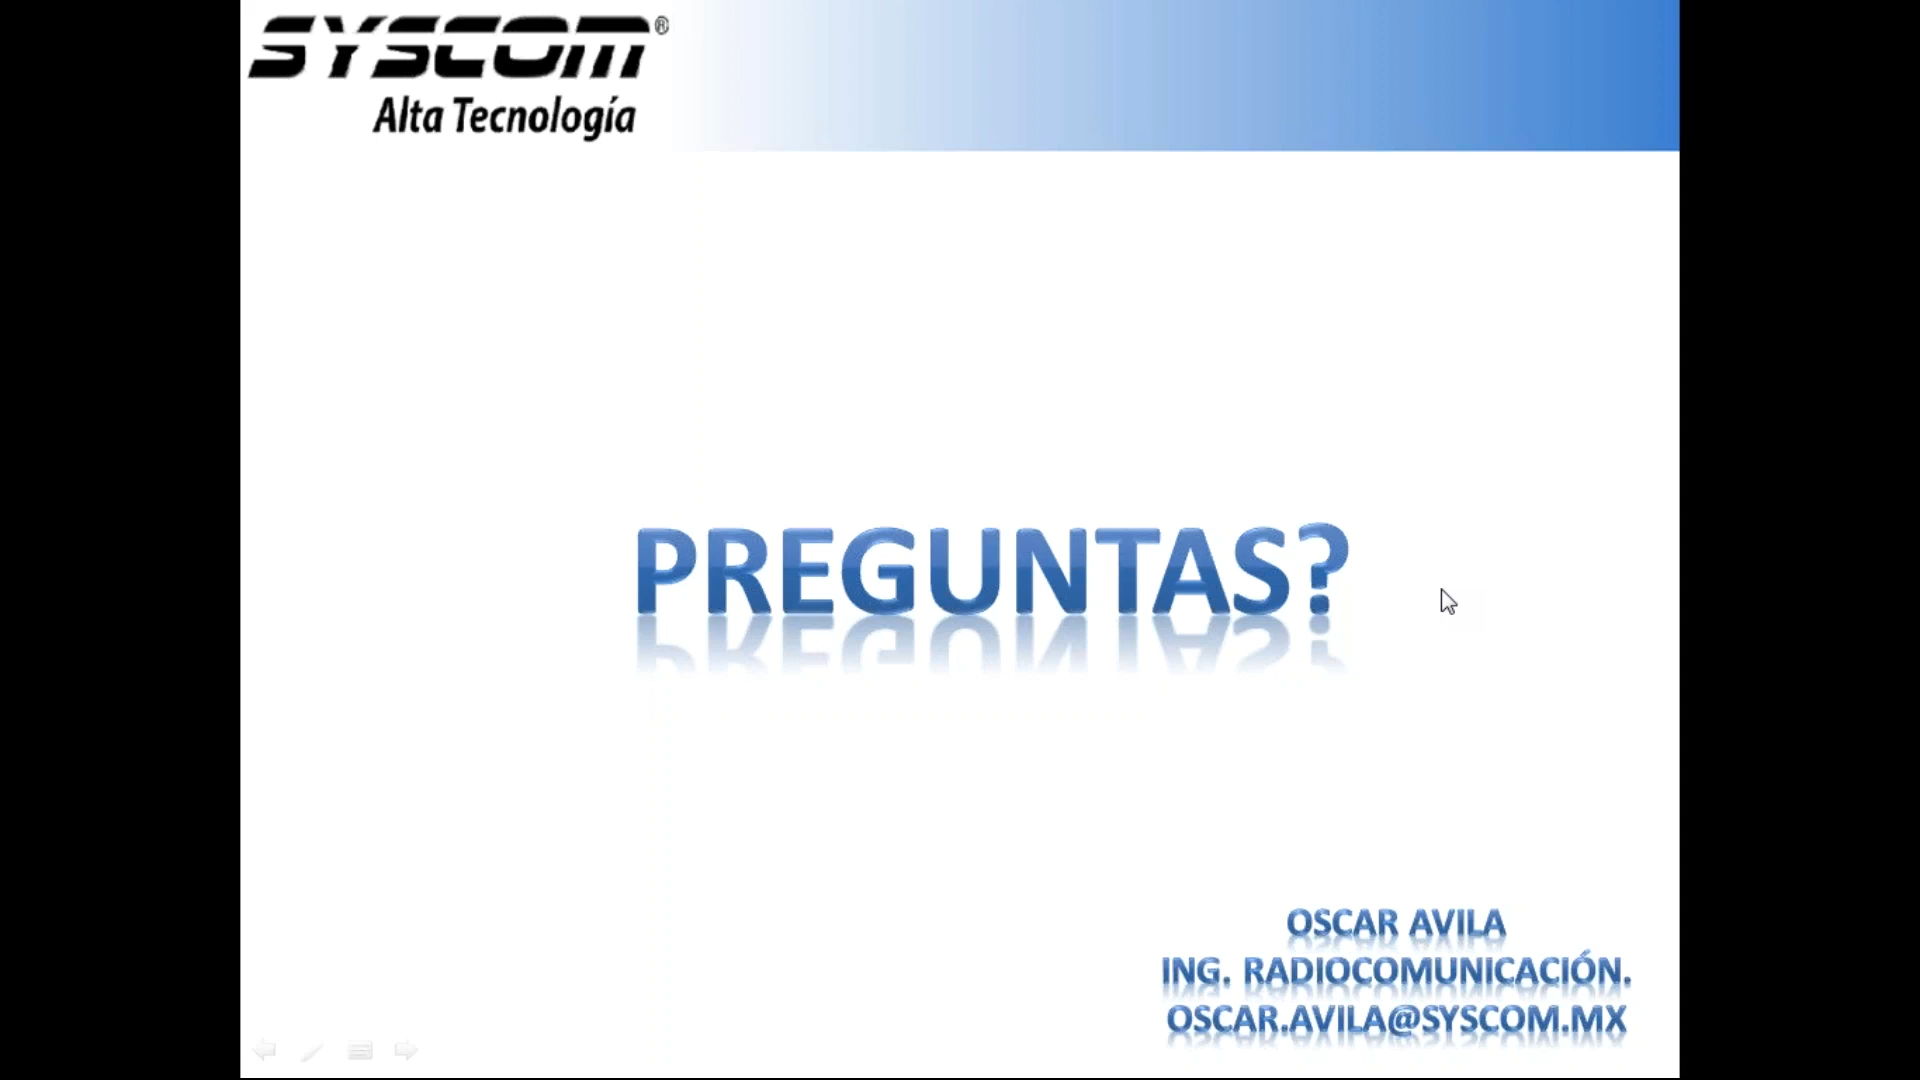 SYSCOM®
Alta Tecnología
PREGUNTAS?
OSCAR AVILA
ING. RADIOCOMUNICACIÓN.
OSCAR.AVILA@SYSCOM.MX